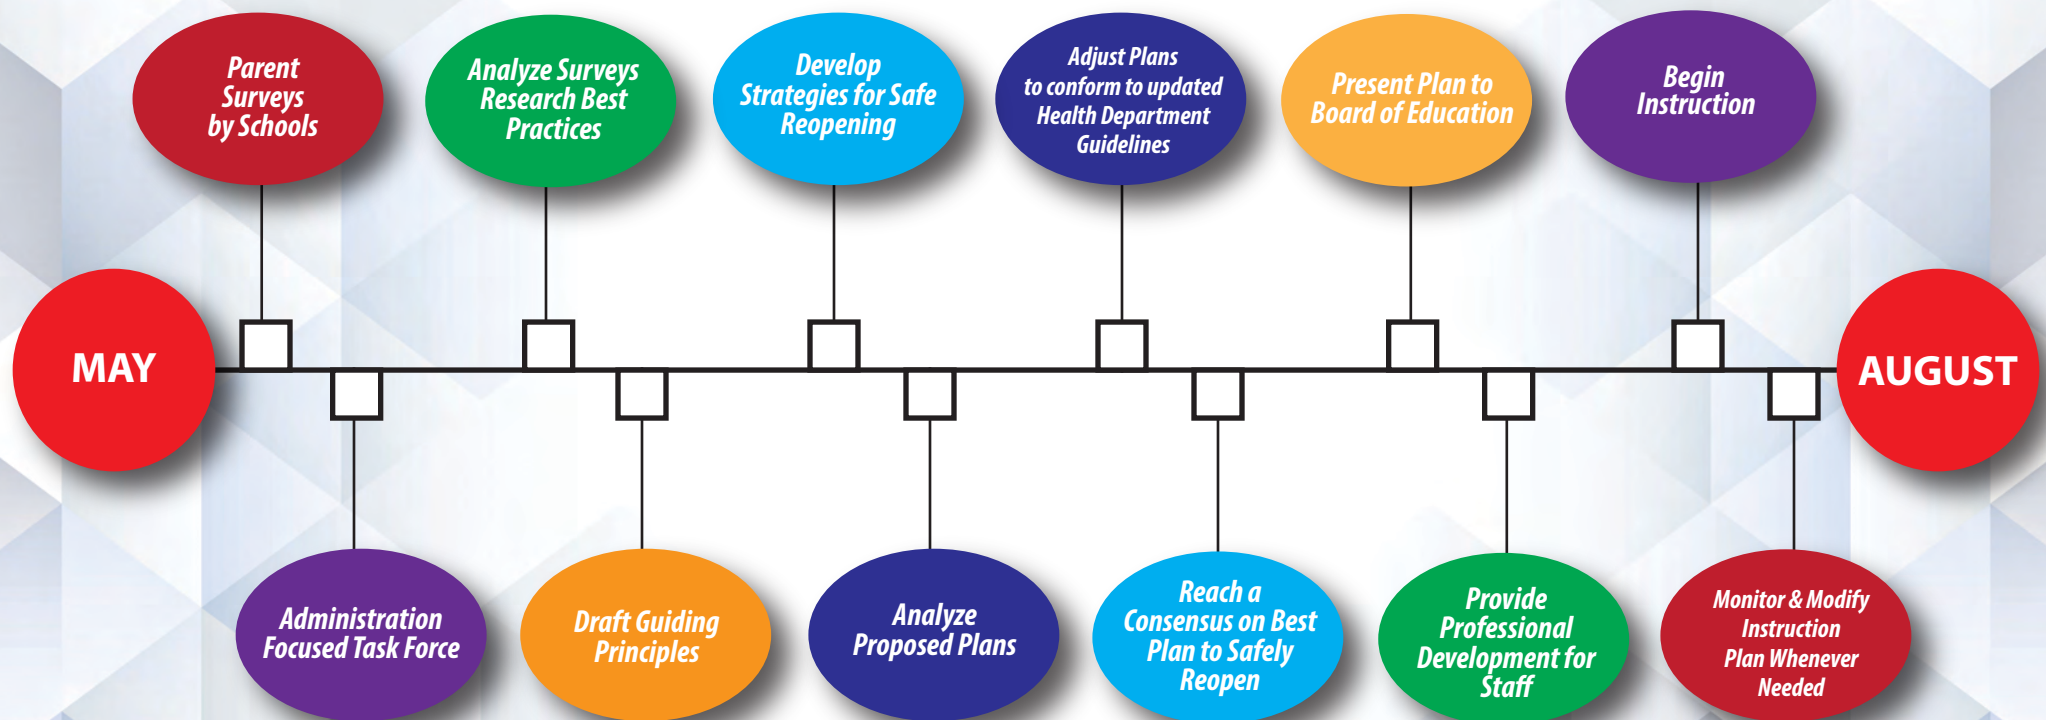 Parent
Surveys
by Schools
Analyze Surveys
Research Best
Practices
Develop
Strategies for Safe
Reopening
Adjust Plans
to conform to updated
Health Department
Guidelines
Present Plan to
Board of Education
Begin
Instruction
MAY
AUGUST
Administration
Focused Task Force
Draft Guiding
Principles
Analyze
Proposed Plans
Reach a
Consensus on Best
Plan to Safely
Reopen
Provide
Professional
Development for
Staff
Monitor & Modify
Instruction
Plan Whenever
Needed